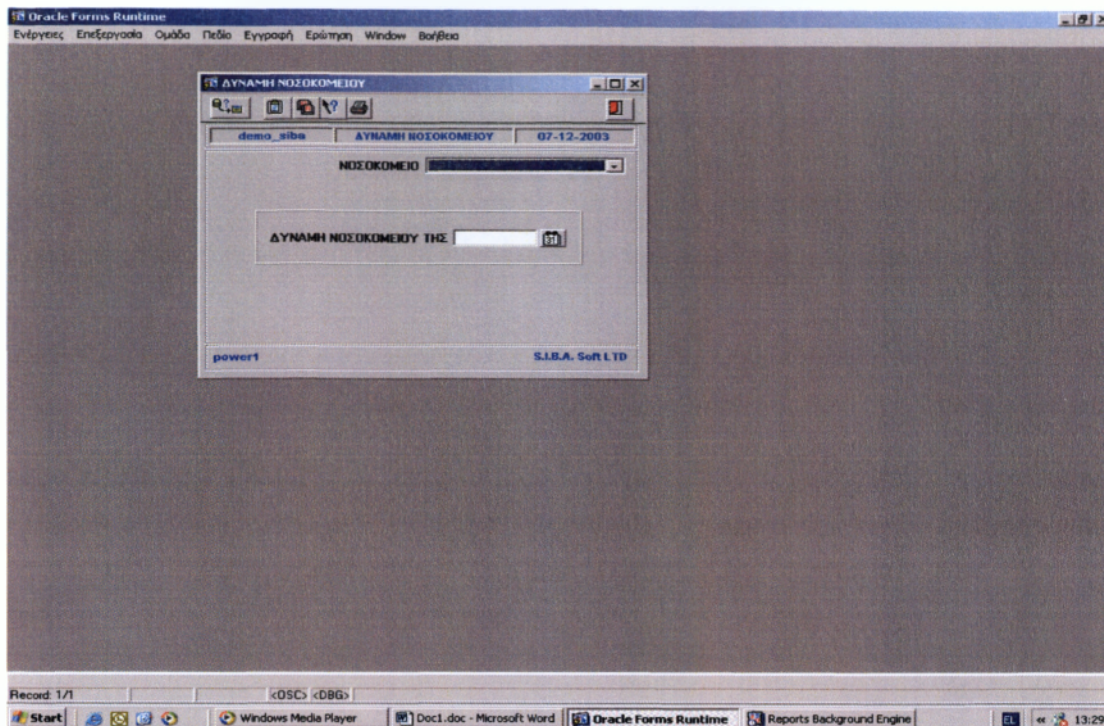 Oracle Forms Runtime
Ενέργειες Επεξεργασία Ομάδα Πεδίο Εγγραφή Ερώτηση Window Βοήθεια
ΔΥΝΑΜΗ ΝΟΣΟΚΟΜΕΙΟΥ
demo_siba ΔΥΝΑΜΗ ΝΟΣΟΚΟΜΕΙΟΥ 07-12-2003
ΝΟΣΟΚΟΜΕΙΟ
ΔΥΝΑΜΗ ΝΟΣΟΚΟΜΕΙΟΥ ΤΗΣ
power1 S.I.B.A. Soft LTD
Record: 1/1 <OSC> <DBG>
Start Windows Media Player Doc1.doc - Microsoft Word Oracle Forms Runtime Reports Background Engine EL « 13:29